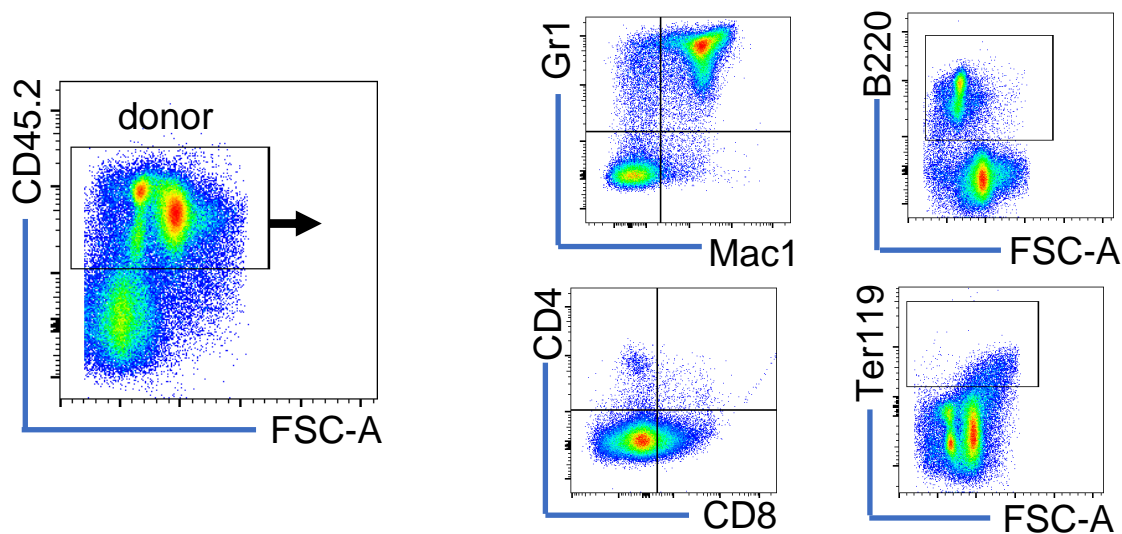 CD45.2
donor
FSC-A
Gr1
Mac1
B220
FSC-A
CD4
CD8
Ter119
FSC-A